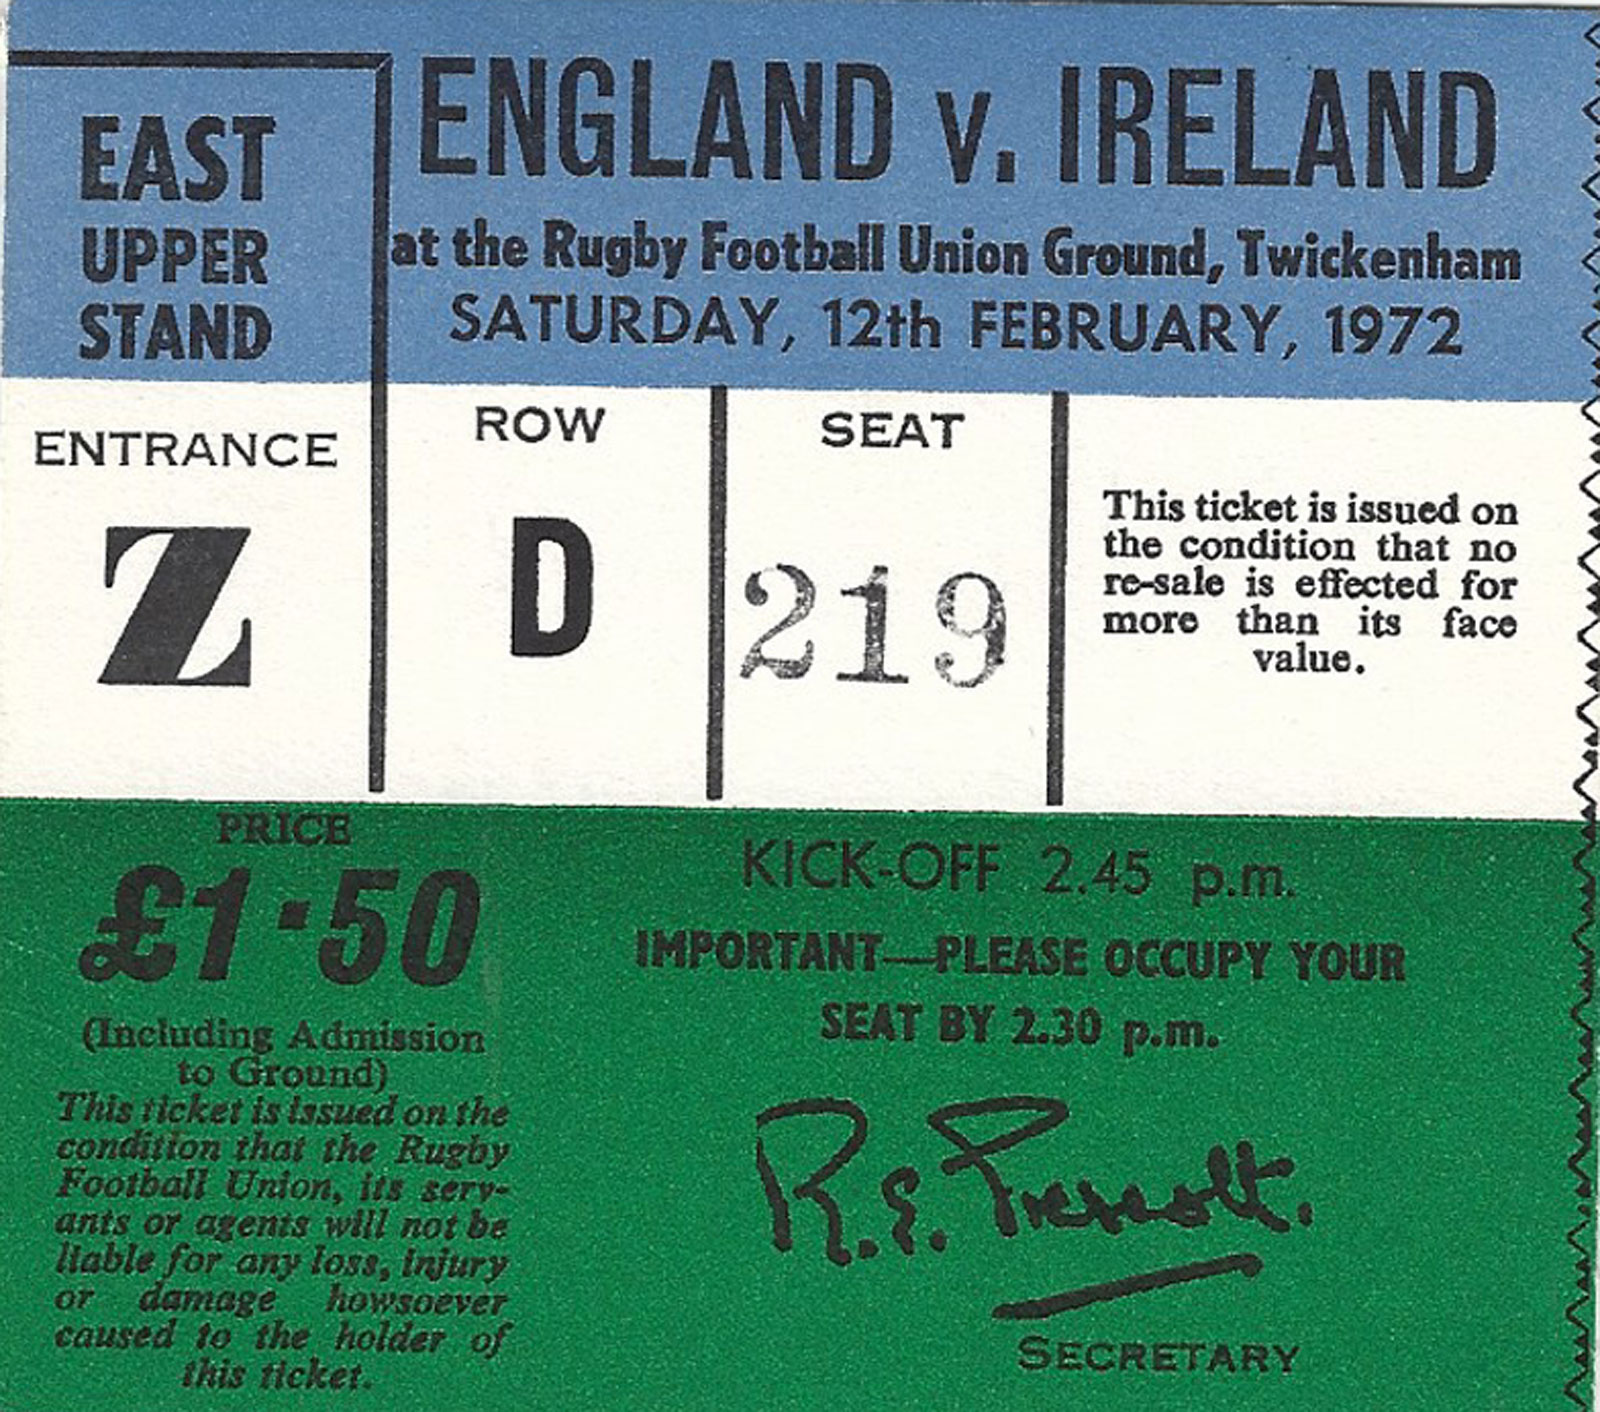 EAST
UPPER
STAND
ENGLAND v. IRELAND
at the Rugby Football Union Ground, Twickenham
SATURDAY, 12th FEBRUARY, 1972
ENTRANCE
Z
ROW
D
SEAT
219
This ticket is issued on
the condition that no
re-sale is effected for
more than its face
value.
PRICE
£1·50
(Including Admission
to Ground)
This ticket is issued on the
condition that the Rugby
Football Union, its serv-
ants or agents will not be
liable for any loss, injury
or damage howsoever
caused to the holder of
this ticket.
KICK-OFF 2.45 p.m.
IMPORTANT—PLEASE OCCUPY YOUR
SEAT BY 2.30 p.m.
R.E. Prescott.
SECRETARY